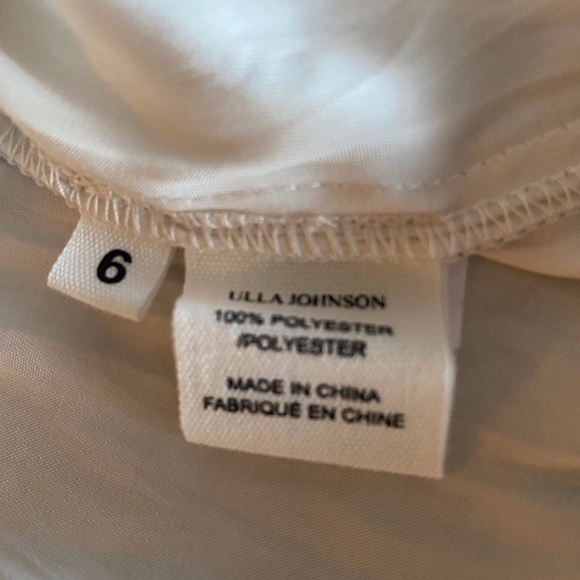 6
ULLA JOHNSON
100% POLYESTER
/POLYESTER
MADE IN CHINA
FABRIQUÉ EN CHINE